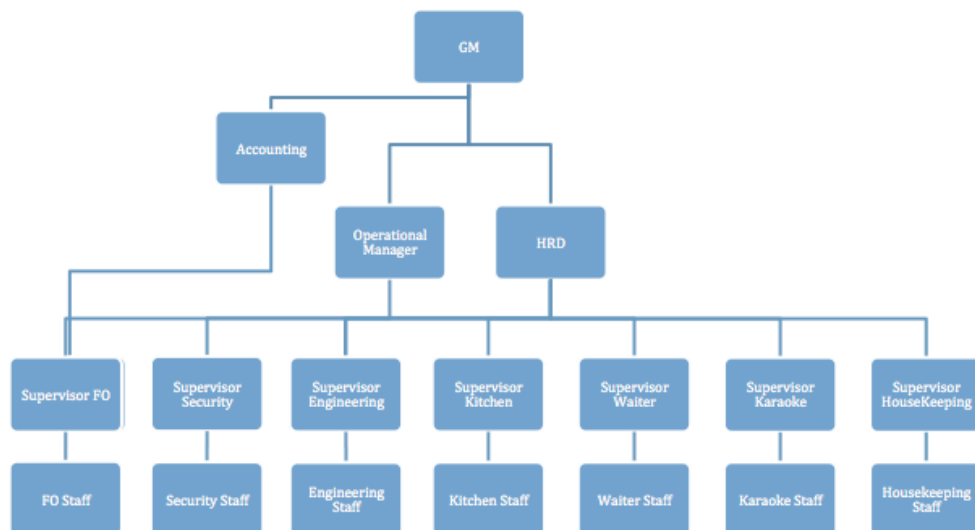 GM
Accounting
Operational
Manager
HRD
Supervisor FO
Supervisor
Security
Supervisor
Engineering
Supervisor
Kitchen
Supervisor
Waiter
Supervisor
Karaoke
Supervisor
HouseKeeping
FO Staff
Security Staff
Engineering
Staff
Kitchen Staff
Waiter Staff
Karaoke Staff
Housekeeping
Staff